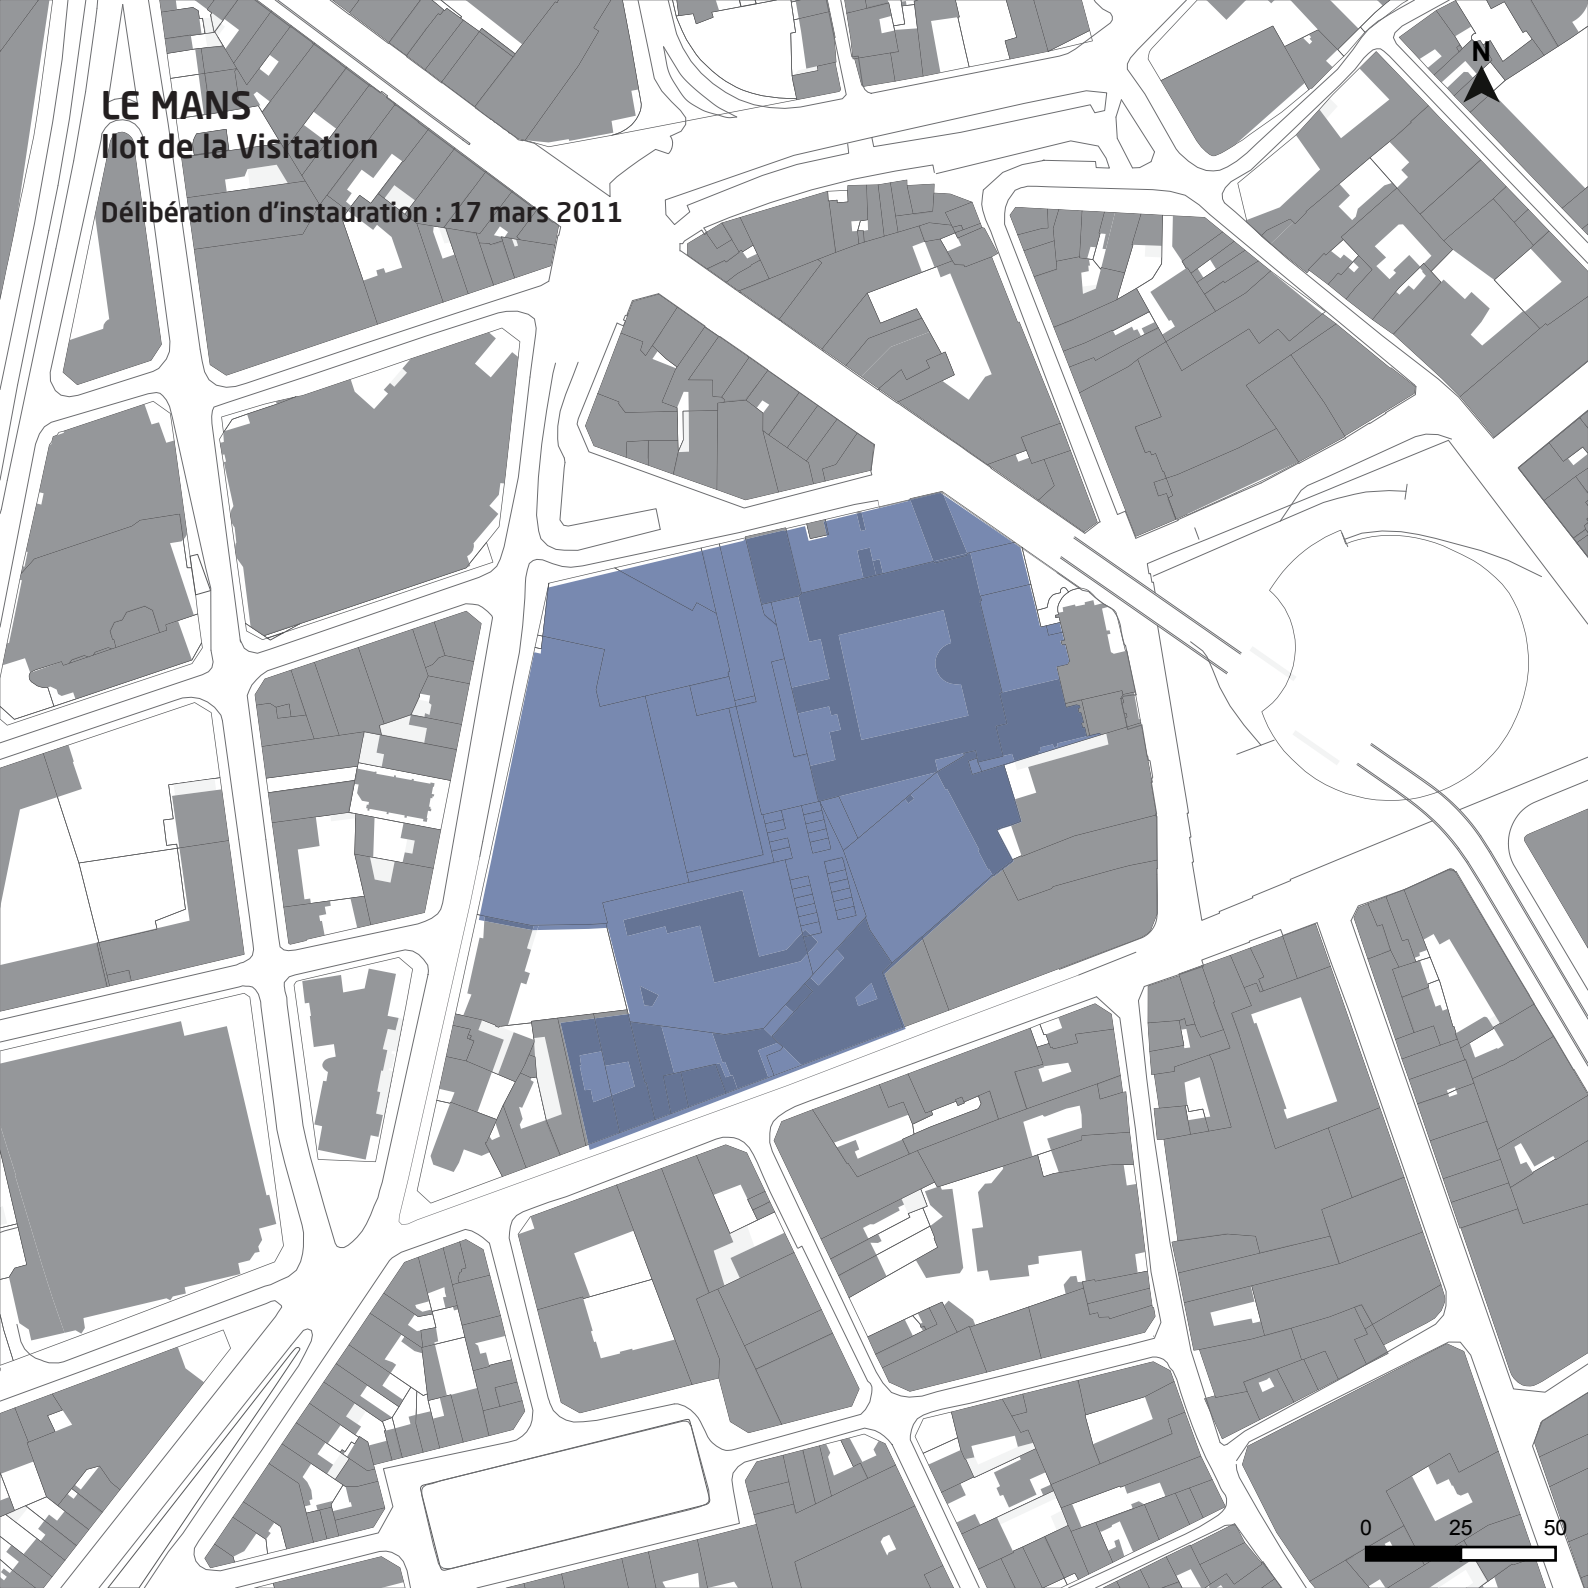 N
LE MANS
Ilot de la Visitation
Délibération d'instauration : 17 mars 2011
0 25 50